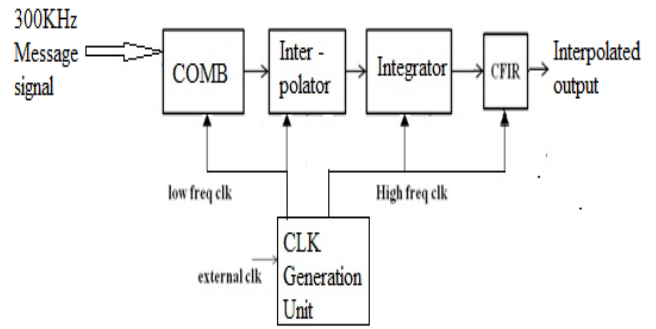 300KHz
Message
signal
COMB
Inter -
polator
Integrator
CFIR
Interpolated
output
low freq clk
High freq clk
external clk
CLK
Generation
Unit